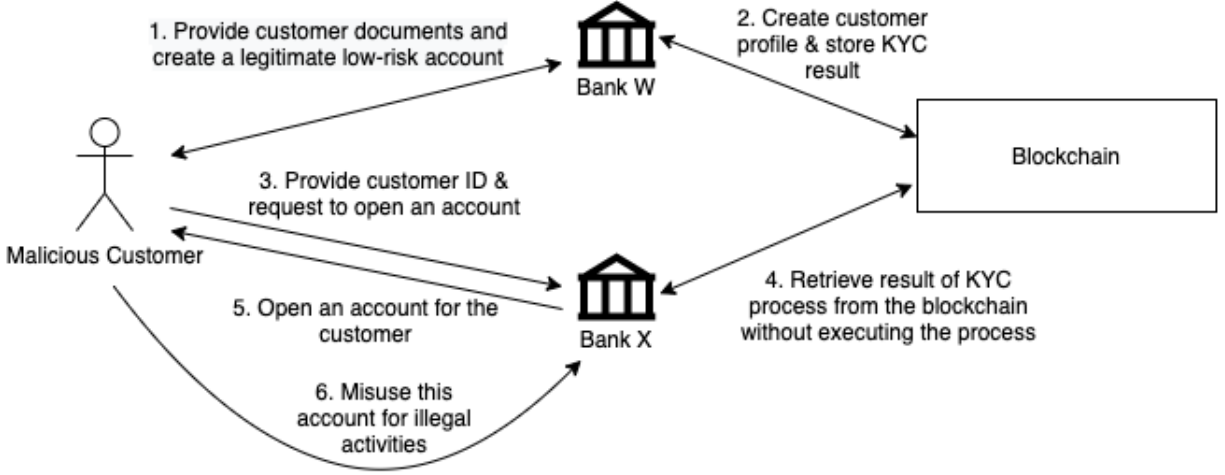 1. Provide customer documents and
create a legitimate low-risk account
Bank W
2. Create customer
profile & store KYC
result
Blockchain
Malicious Customer
3. Provide customer ID &
request to open an account
Bank X
4. Retrieve result of KYC
process from the blockchain
without executing the process
5. Open an account for the
customer
6. Misuse this
account for illegal
activities